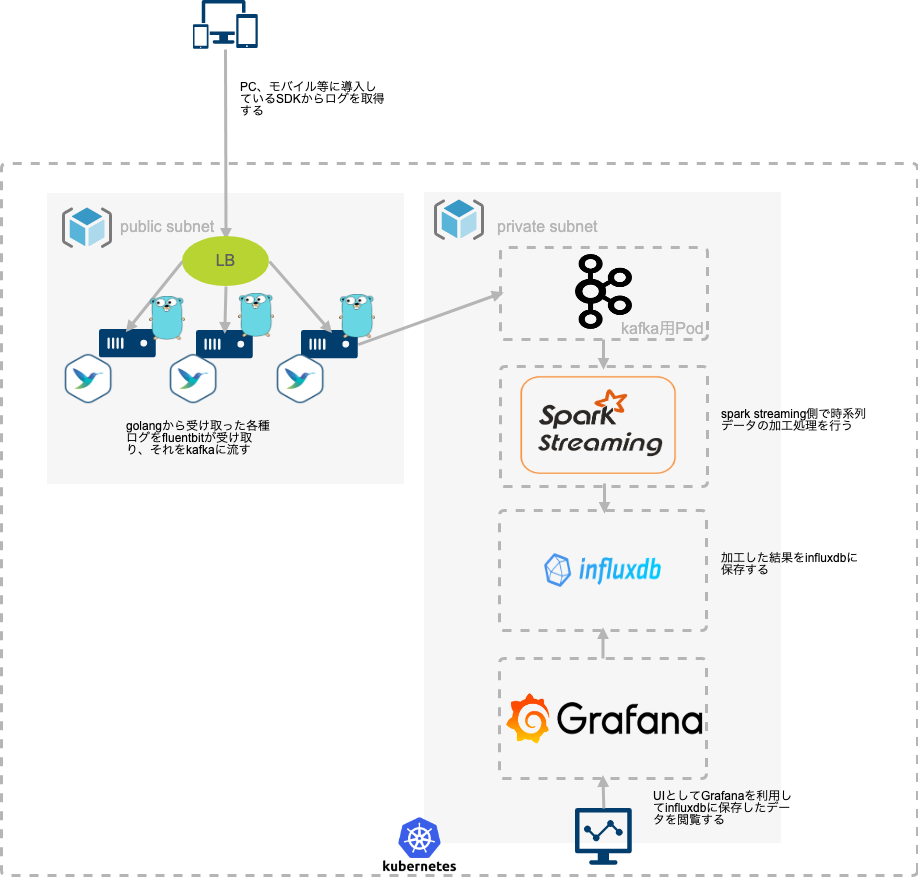 PC、モバイル等に導入し
ているSDKからログを取得
する
public subnet
private subnet
LB
kafka用Pod
golangから受け取った各種
ログをfluentbitが受け取
り、それをkafkaに流す
Spark
Streaming
spark streaming側で時系列
データの加工処理を行う
influxdb
加工した結果をinfluxdbに
保存する
Grafana
UIとしてGrafanaを利用し
てinfluxdbに保存したデー
タを閲覧する
kubernetes